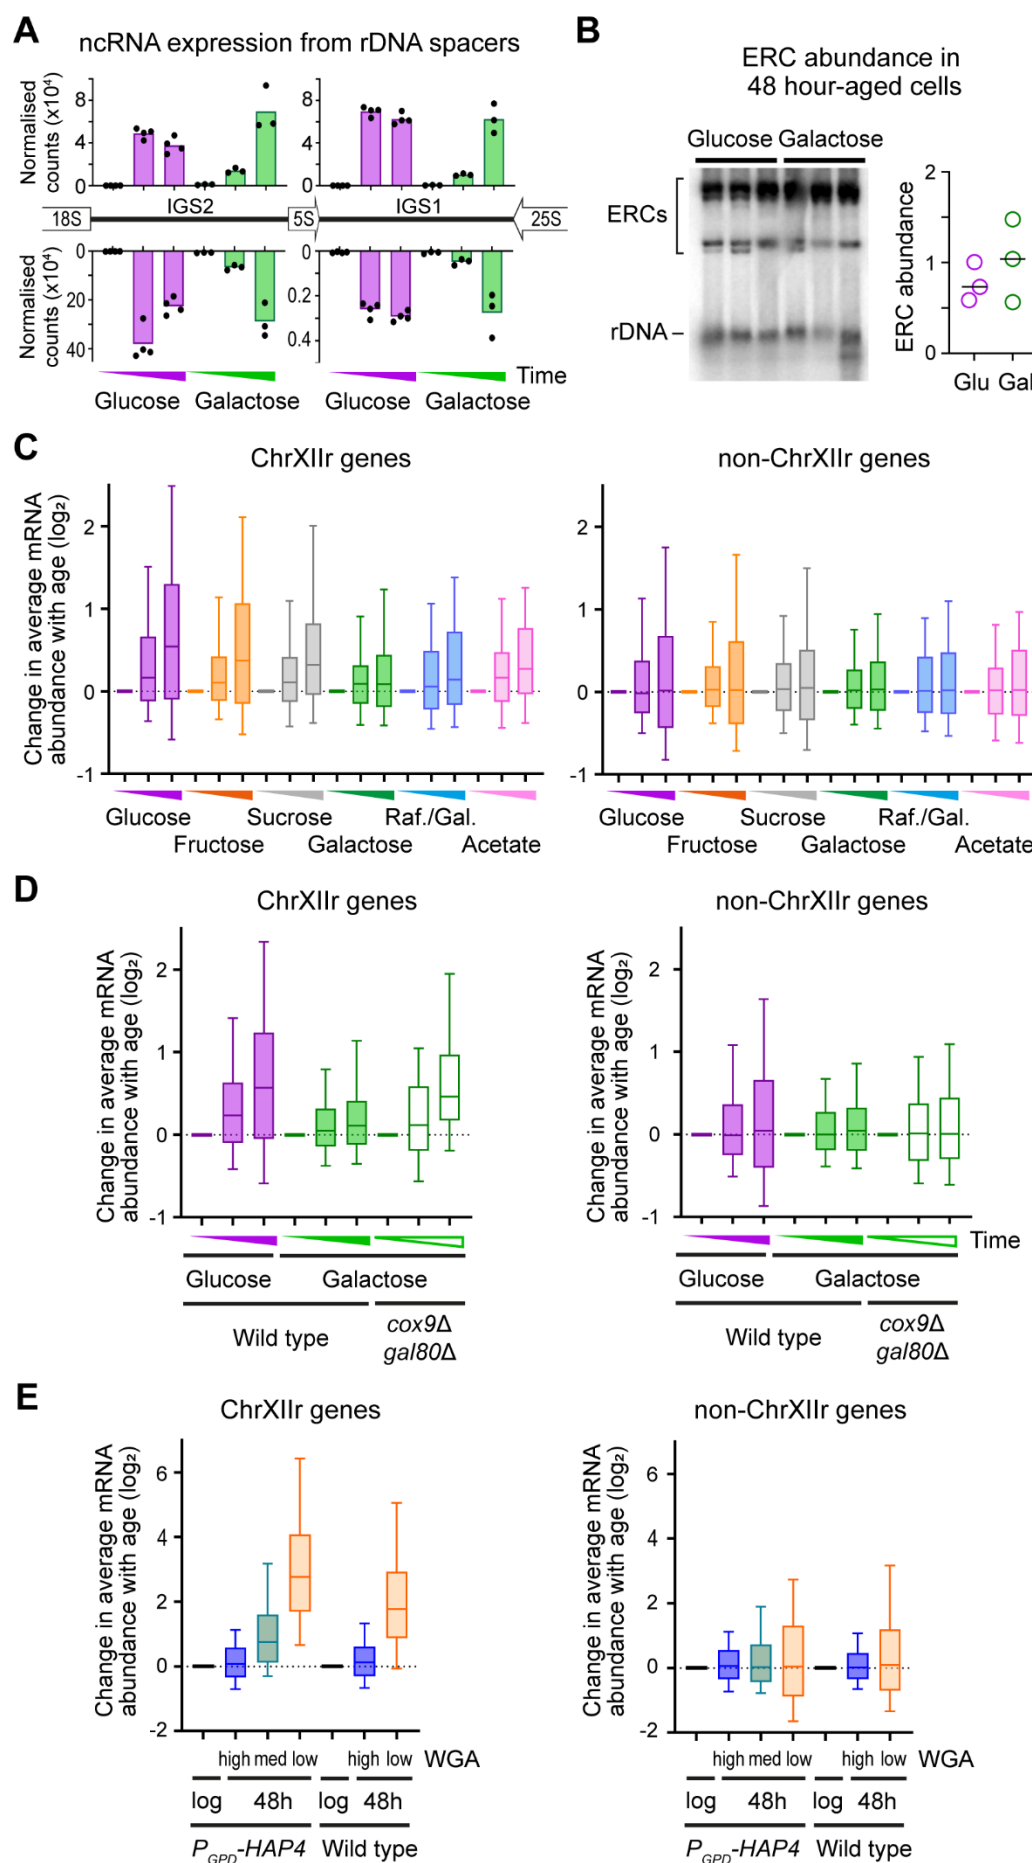 A
ncRNA expression from rDNA spacers
Normalised
counts (x10⁴)
8
4
0
18S
IGS2
5S
IGS1
25S
Normalised
counts (x10⁴)
0
20
40
0
0.2
0.4
Time
Glucose Galactose Glucose Galactose
B
ERC abundance in
48 hour-aged cells
Glucose Galactose
ERCs
rDNA
ERC abundance
2
1
0
Glu Gal
C
ChrXIIr genes
Change in average mRNA
abundance with age (log₂)
2
1
0
-1
Glucose Sucrose Raf./Gal.
Fructose Galactose Acetate
non-ChrXIIr genes
2
1
0
-1
Glucose Sucrose Raf./Gal.
Fructose Galactose Acetate
D
ChrXIIr genes
Change in average mRNA
abundance with age (log₂)
2
1
0
-1
Glucose Galactose
Wild type cox9Δ
gal80Δ
non-ChrXIIr genes
Change in average mRNA
abundance with age (log₂)
2
1
0
-1
Time
Glucose Galactose
Wild type cox9Δ
gal80Δ
E
ChrXIIr genes
Change in average mRNA
abundance with age (log₂)
6
4
2
0
-2
high med low high low WGA
log 48h log 48h
P_GPD-HAP4 Wild type
non-ChrXIIr genes
Change in average mRNA
abundance with age (log₂)
6
4
2
0
-2
high med low high low WGA
log 48h log 48h
P_GPD-HAP4 Wild type